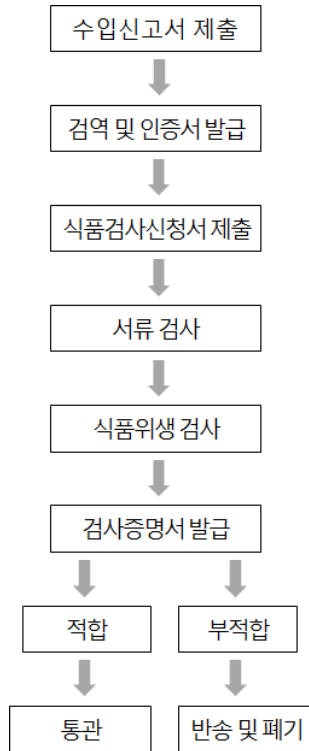 수입신고서 제출
검역 및 인증서 발급
식품검사신청서 제출
서류 검사
식품위생 검사
검사증명서 발급
적합
부적합
통관
반송 및 폐기